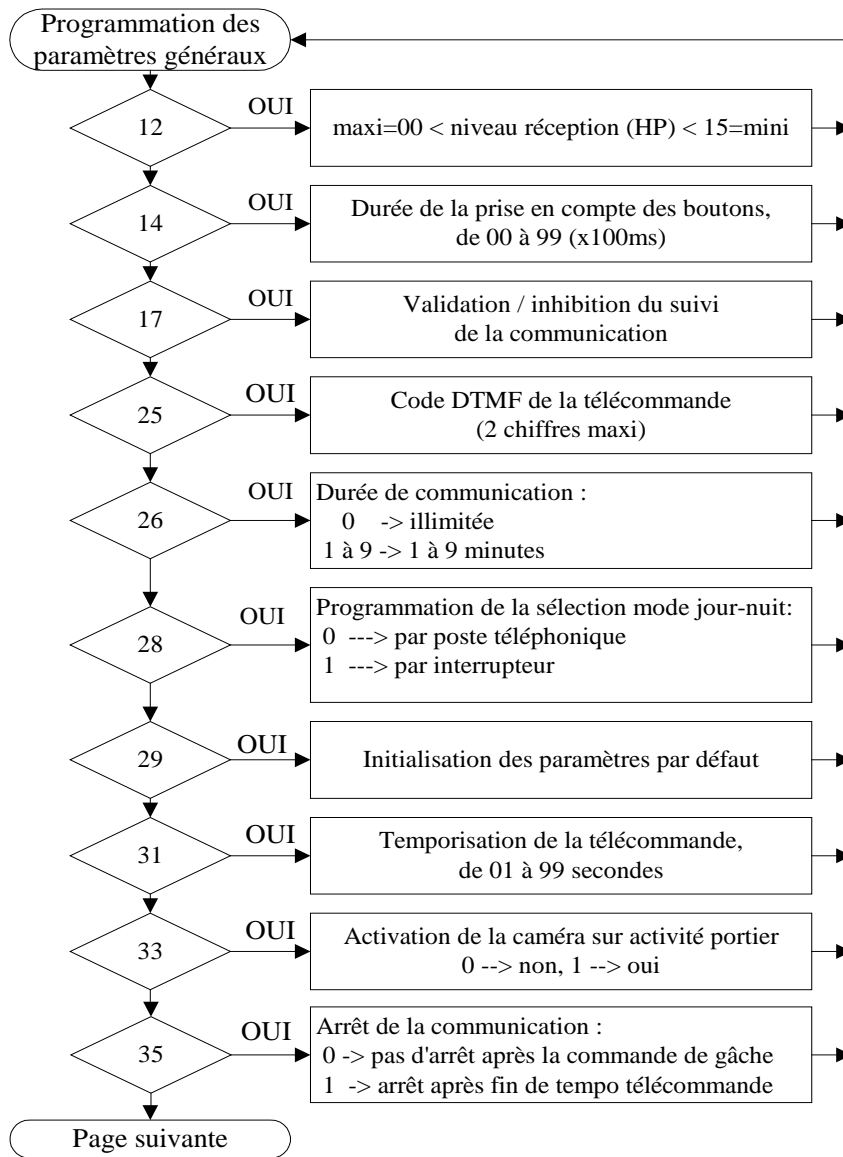 Programmation des
paramètres généraux
12
OUI
maxi=00 < niveau réception (HP) < 15=mini
14
OUI
Durée de la prise en compte des boutons,
de 00 à 99 (x100ms)
17
OUI
Validation / inhibition du suivi
de la communication
25
OUI
Code DTMF de la télécommande
(2 chiffres maxi)
26
OUI
Durée de communication :
0 -> illimitée
1 à 9 -> 1 à 9 minutes
28
OUI
Programmation de la sélection mode jour-nuit:
0 ---> par poste téléphonique
1 ---> par interrupteur
29
OUI
Initialisation des paramètres par défaut
31
OUI
Temporisation de la télécommande,
de 01 à 99 secondes
33
OUI
Activation de la caméra sur activité portier
0 --> non, 1 --> oui
35
OUI
Arrêt de la communication :
0 -> pas d'arrêt après la commande de gâche
1 -> arrêt après fin de tempo télécommande
Page suivante